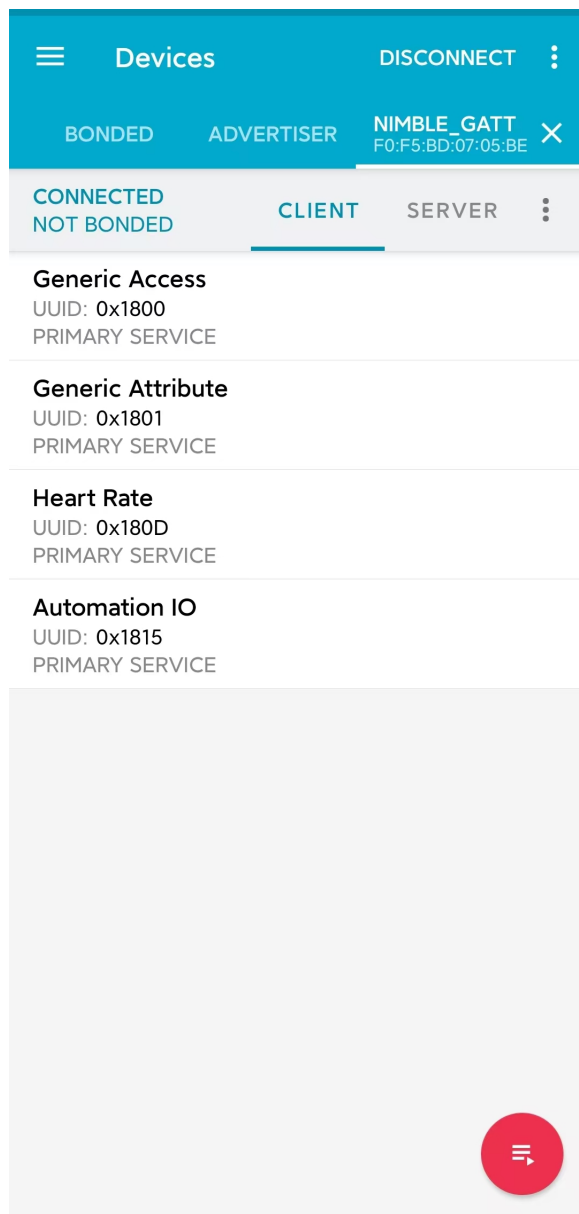 Devices
DISCONNECT
BONDED
ADVERTISER
NIMBLE_GATT
F0:F5:BD:07:05:BE
CONNECTED
NOT BONDED
CLIENT
SERVER
Generic Access
UUID: 0x1800
PRIMARY SERVICE
Generic Attribute
UUID: 0x1801
PRIMARY SERVICE
Heart Rate
UUID: 0x180D
PRIMARY SERVICE
Automation IO
UUID: 0x1815
PRIMARY SERVICE